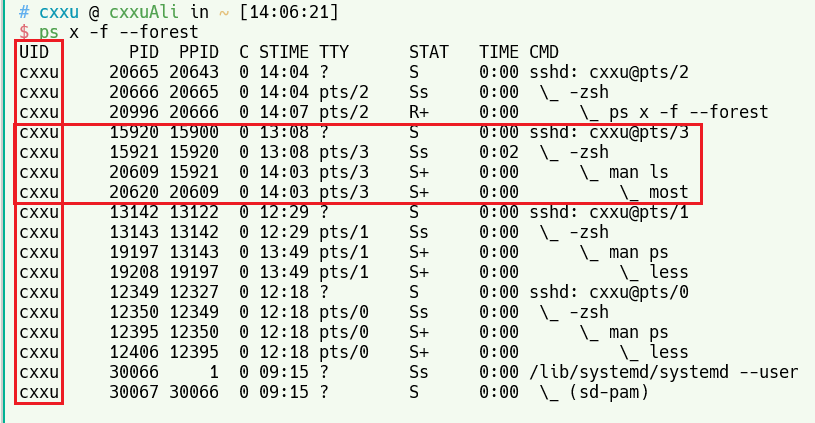 # cxxu @ cxxuAli in ~ [14:06:21]
$ ps x -f --forest
UID        PID  PPID  C STIME TTY      STAT   TIME CMD
cxxu     20665 20643  0 14:04 ?        S      0:00 sshd: cxxu@pts/2
cxxu     20666 20665  0 14:04 pts/2    Ss     0:00  \_ -zsh
cxxu     20996 20666  0 14:07 pts/2    R+     0:00      \_ ps x -f --forest
cxxu     15920 15900  0 13:08 ?        S      0:00 sshd: cxxu@pts/3
cxxu     15921 15920  0 13:08 pts/3    Ss     0:02  \_ -zsh
cxxu     20609 15921  0 14:03 pts/3    S+     0:00      \_ man ls
cxxu     20620 20609  0 14:03 pts/3    S+     0:00          \_ most
cxxu     13142 13122  0 12:29 ?        S      0:00 sshd: cxxu@pts/1
cxxu     13143 13142  0 12:29 pts/1    Ss     0:00  \_ -zsh
cxxu     19197 13143  0 13:49 pts/1    S+     0:00      \_ man ps
cxxu     19208 19197  0 13:49 pts/1    S+     0:00          \_ less
cxxu     12349 12327  0 12:18 ?        S      0:00 sshd: cxxu@pts/0
cxxu     12350 12349  0 12:18 pts/0    Ss     0:00  \_ -zsh
cxxu     12395 12350  0 12:18 pts/0    S+     0:00      \_ man ps
cxxu     12406 12395  0 12:18 pts/0    S+     0:00          \_ less
cxxu     30066     1  0 09:15 ?        Ss     0:00 /lib/systemd/systemd --user
cxxu     30067 30066  0 09:15 ?        S      0:00  \_ (sd-pam)